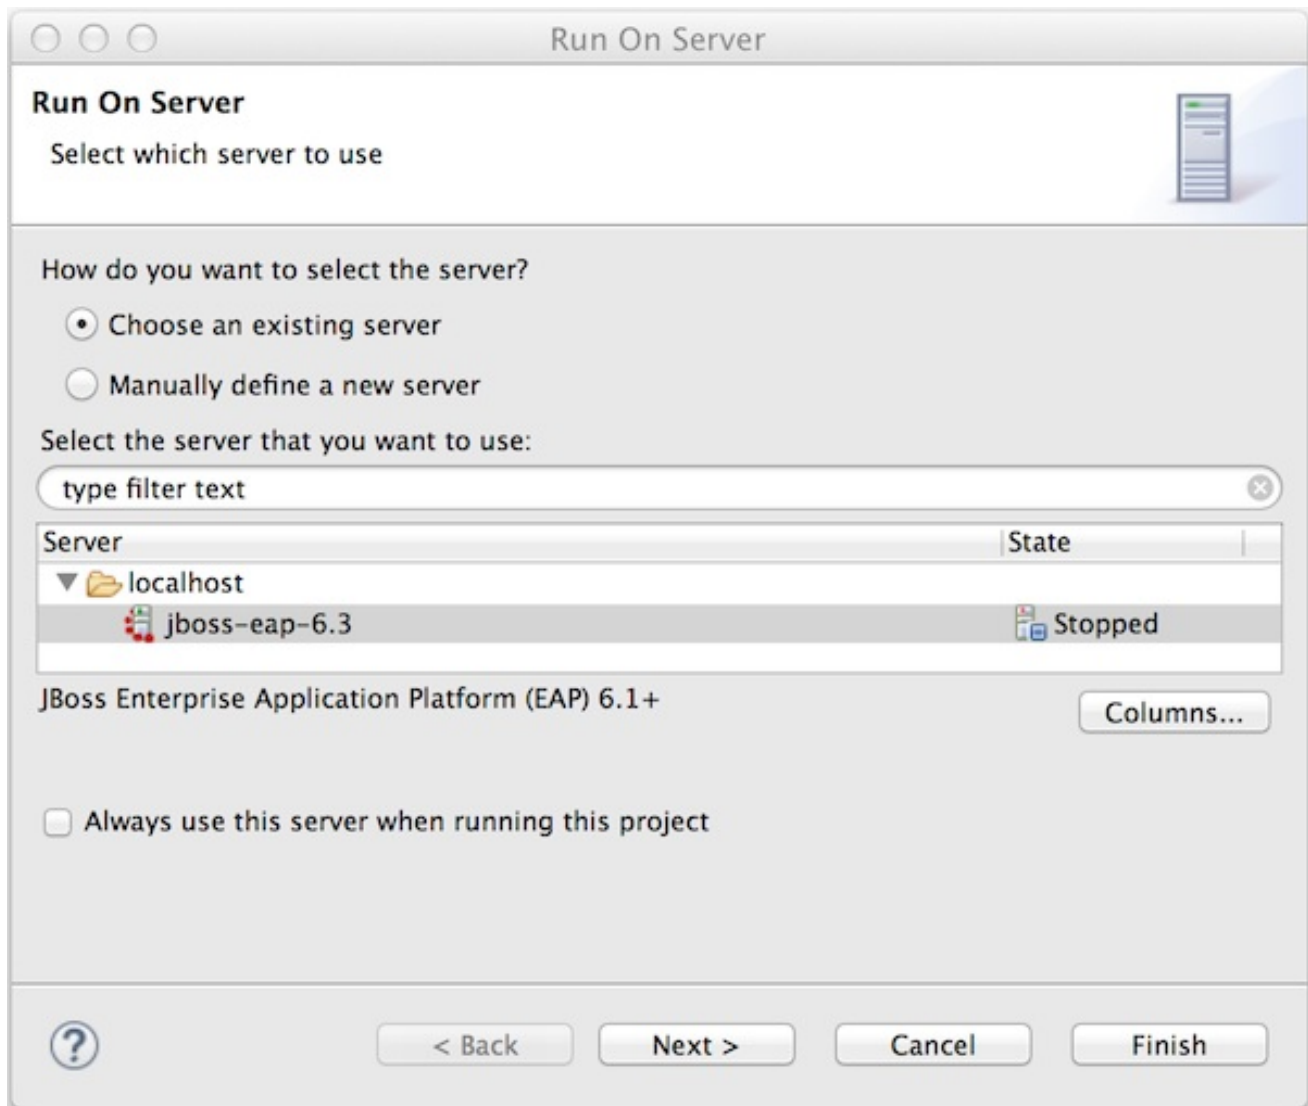 Run On Server
Run On Server
Select which server to use
How do you want to select the server?
Choose an existing server
Manually define a new server
Select the server that you want to use:
type filter text
Server State
localhost
jboss-eap-6.3 Stopped
JBoss Enterprise Application Platform (EAP) 6.1+
Columns...
Always use this server when running this project
? < Back Next > Cancel Finish